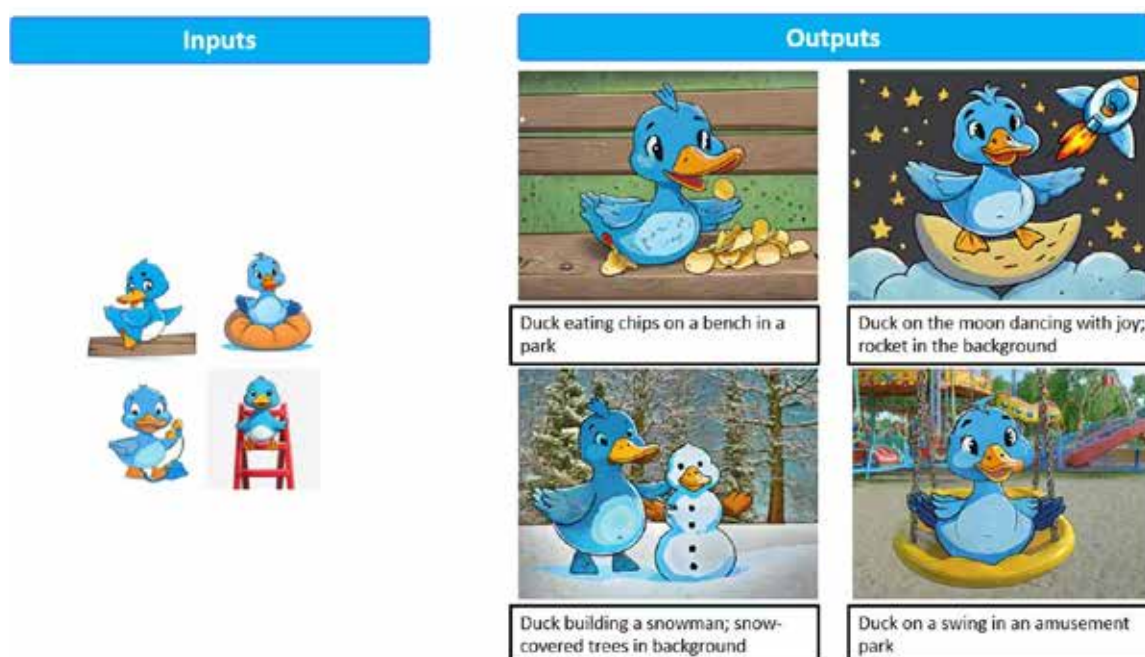 Inputs
Outputs
Duck eating chips on a bench in a
park
Duck on the moon dancing with joy;
rocket in the background
Duck building a snowman; snow-
covered trees in background
Duck on a swing in an amusement
park